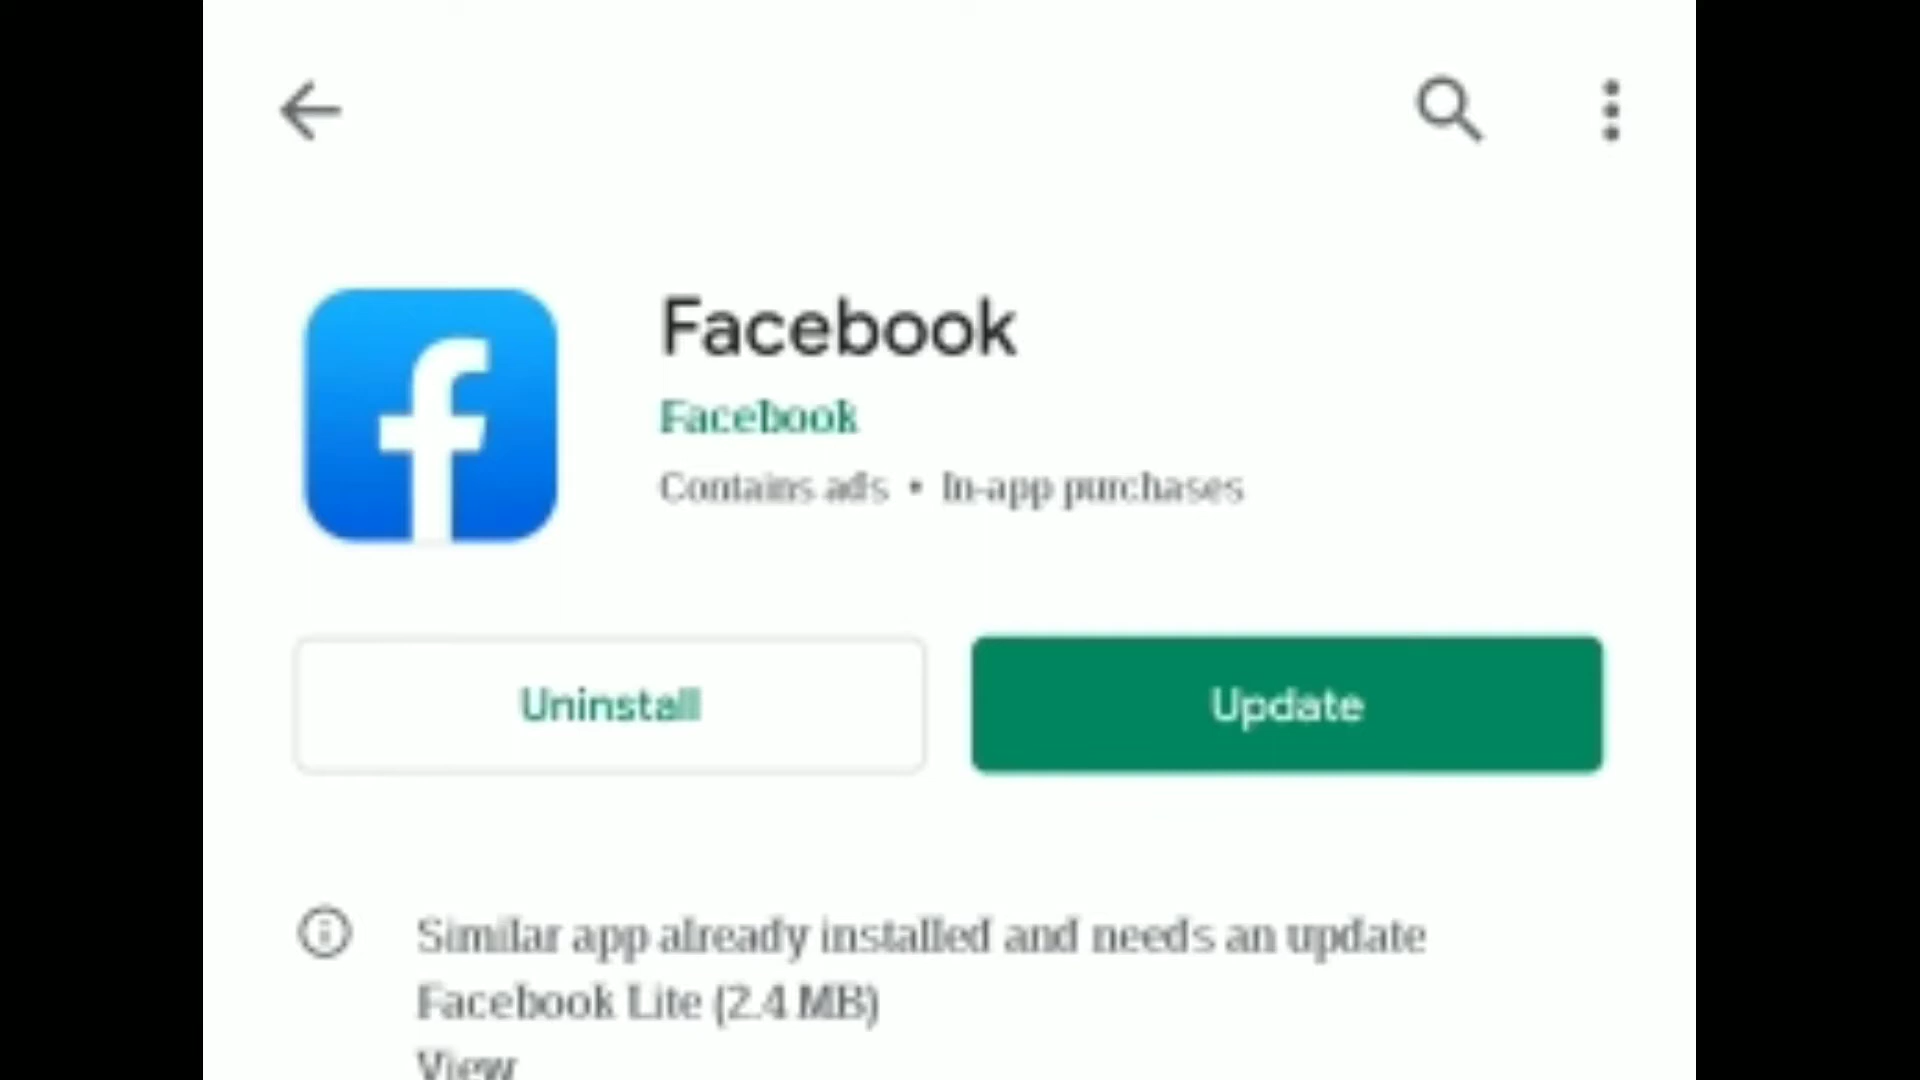 Facebook
Facebook
Contains ads • In-app purchases
Uninstall
Update
Similar app already installed and needs an update
Facebook Lite (2.4 MB)
View